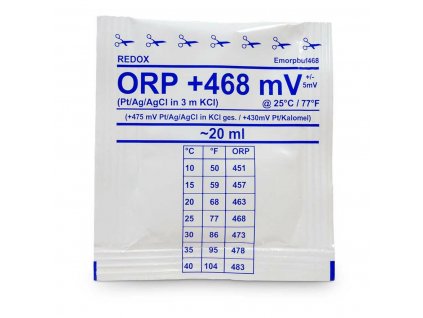 REDOX Emorpbuf468
ORP +468 mV +/- 5mV
(Pt/Ag/AgCl in 3 m KCl) @ 25°C / 77°F
(+475 mV Pt/Ag/AgCl in KCl ges. / +430mV Pt/Kalomel)
~20 ml
°C °F ORP
10 50 451
15 59 457
20 68 463
25 77 468
30 86 473
35 95 478
40 104 483